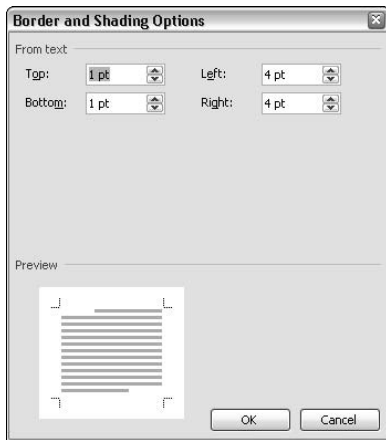 Border and Shading Options
From text
Top: 1 pt Left: 4 pt
Bottom: 1 pt Right: 4 pt
Preview
OK Cancel